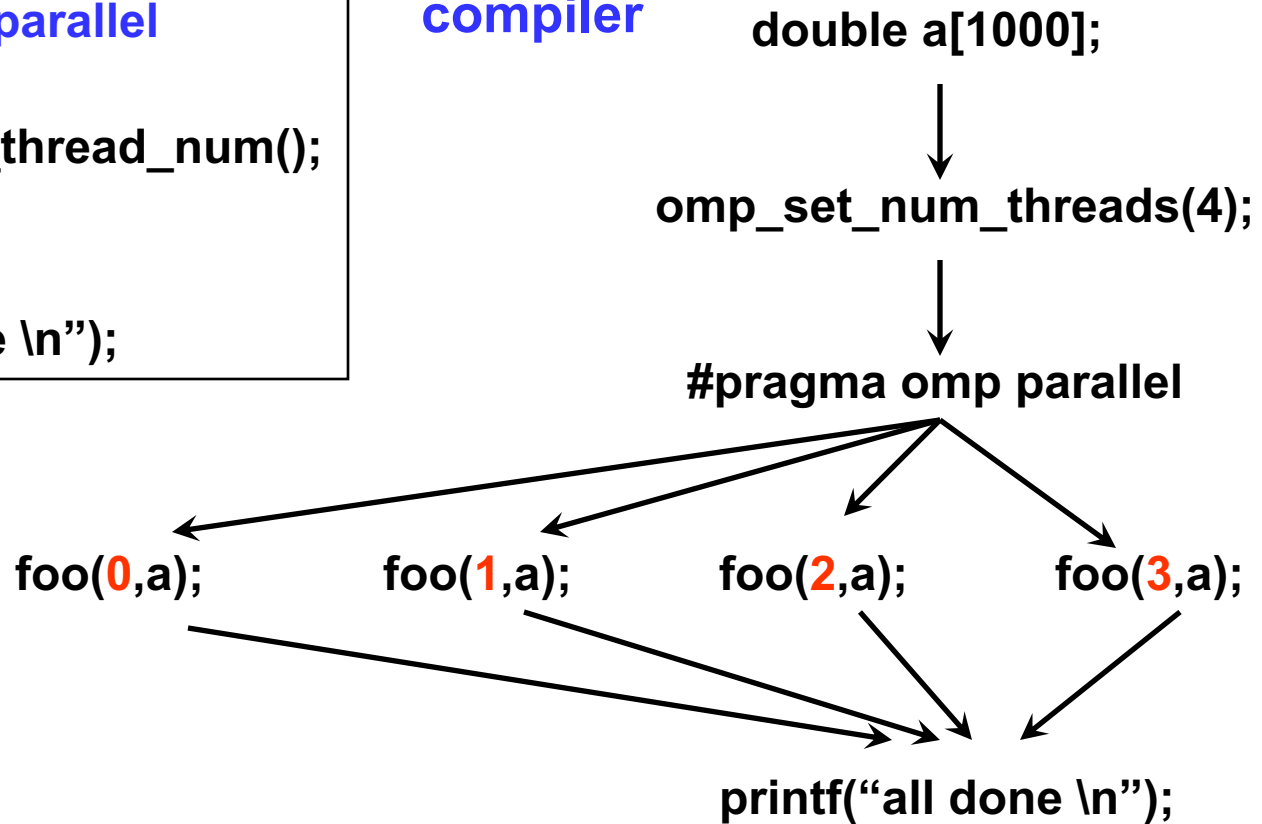 parallel
thread_num();
e \n”);
compiler
double a[1000];
omp_set_num_threads(4);
#pragma omp parallel
foo(0,a); foo(1,a); foo(2,a); foo(3,a);
printf(“all done \n”);